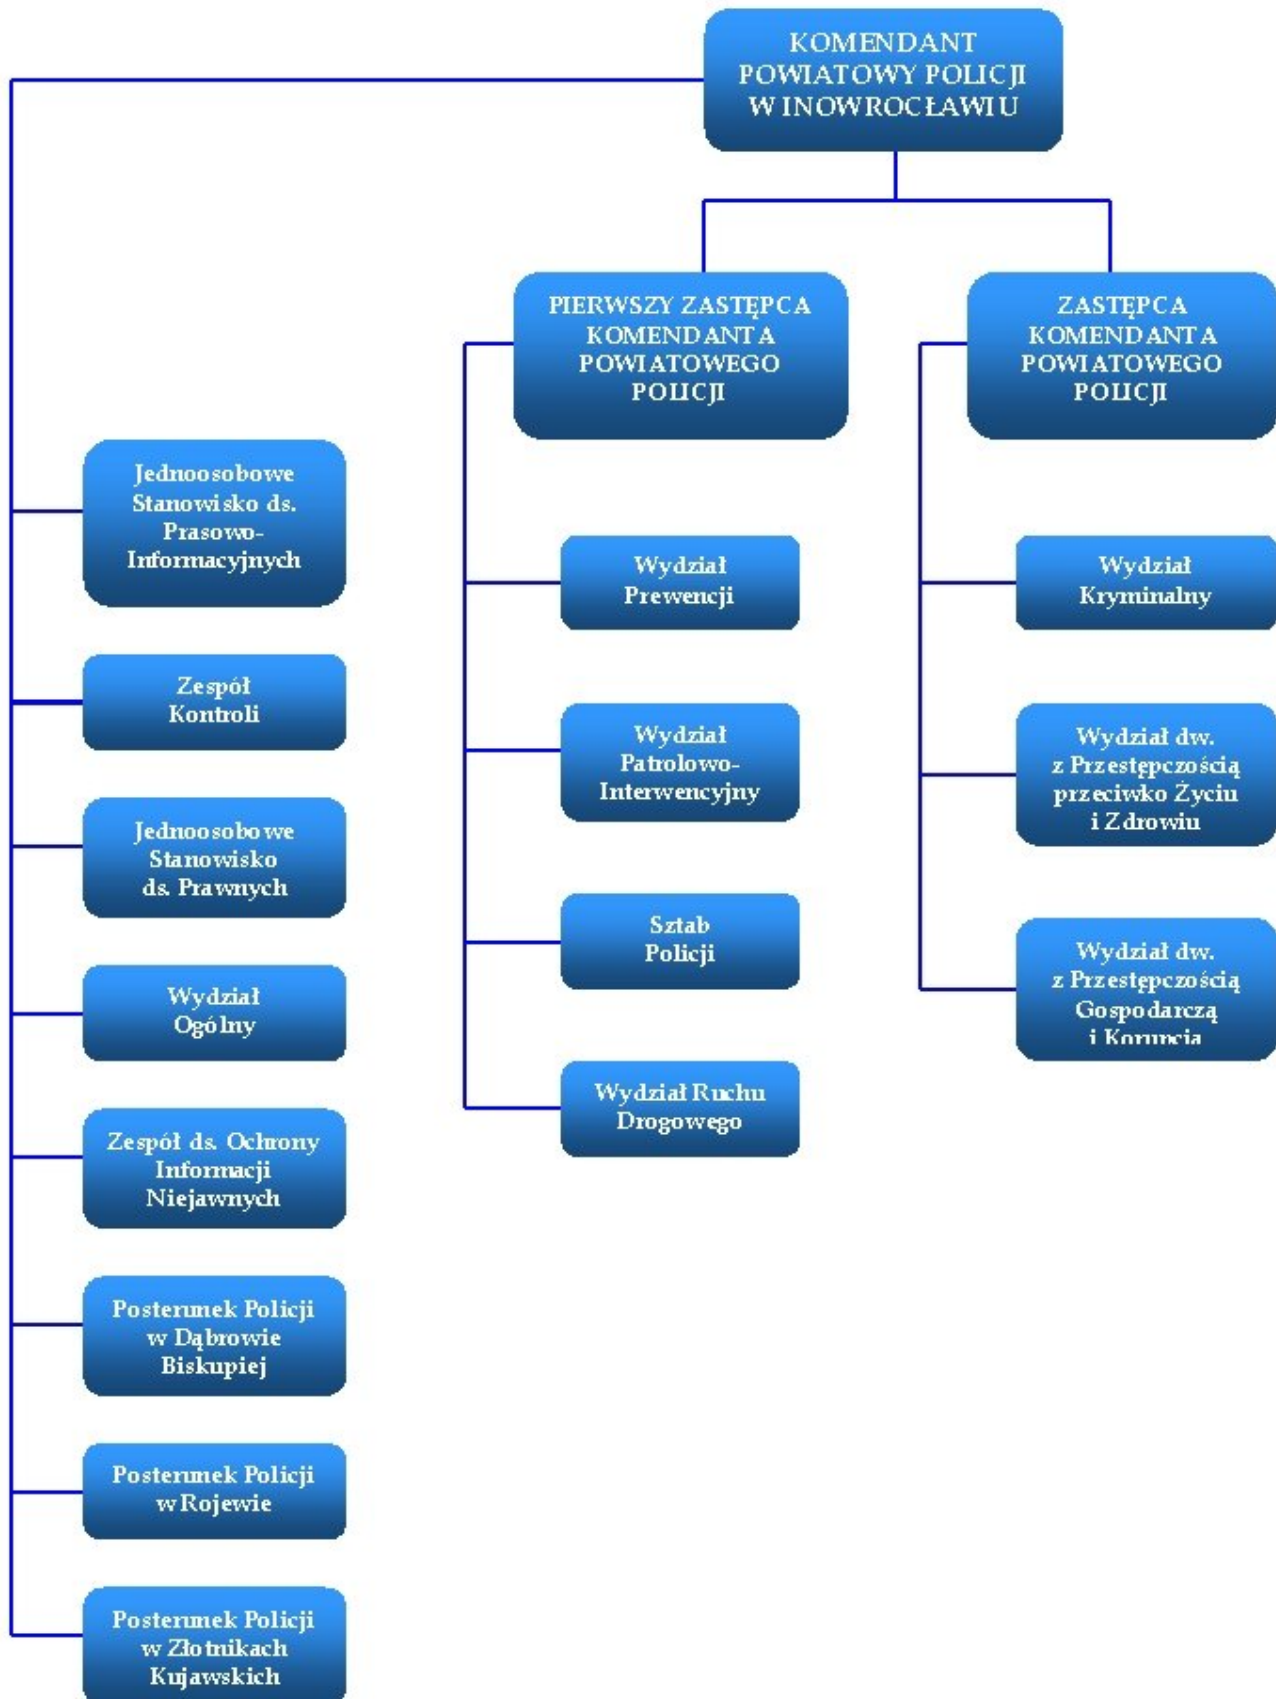 KOMENDANT
POWIATOWY POLICJI
W INOWROCŁAWIU
PIERWSZY ZASTĘPCA
KOMENDANTA
POWIATOWEGO
POLICJI
ZASTĘPCA
KOMENDANTA
POWIATOWEGO
POLICJI
Jednoosobowe
Stanowisko ds.
Prasowo-
Informacyjnych
Zespół
Kontroli
Jednoosobowe
Stanowisko
ds. Prawnych
Wydział
Ogólny
Zespół ds. Ochrony
Informacji
Niejawnych
Posterunek Policji
w Dąbrowie
Biskupiej
Posterunek Policji
w Rojewie
Posterunek Policji
w Złotnikach
Kujawskich
Wydział
Prewencji
Wydział
Patrolowo-
Interwencyjny
Sztab
Policji
Wydział Ruchu
Drogowego
Wydział
Kryminalny
Wydział dw.
z Przestępczością
przeciwko Życiu
i Zdrowiu
Wydział dw.
z Przestępczością
Gospodarczą
i Korupcją